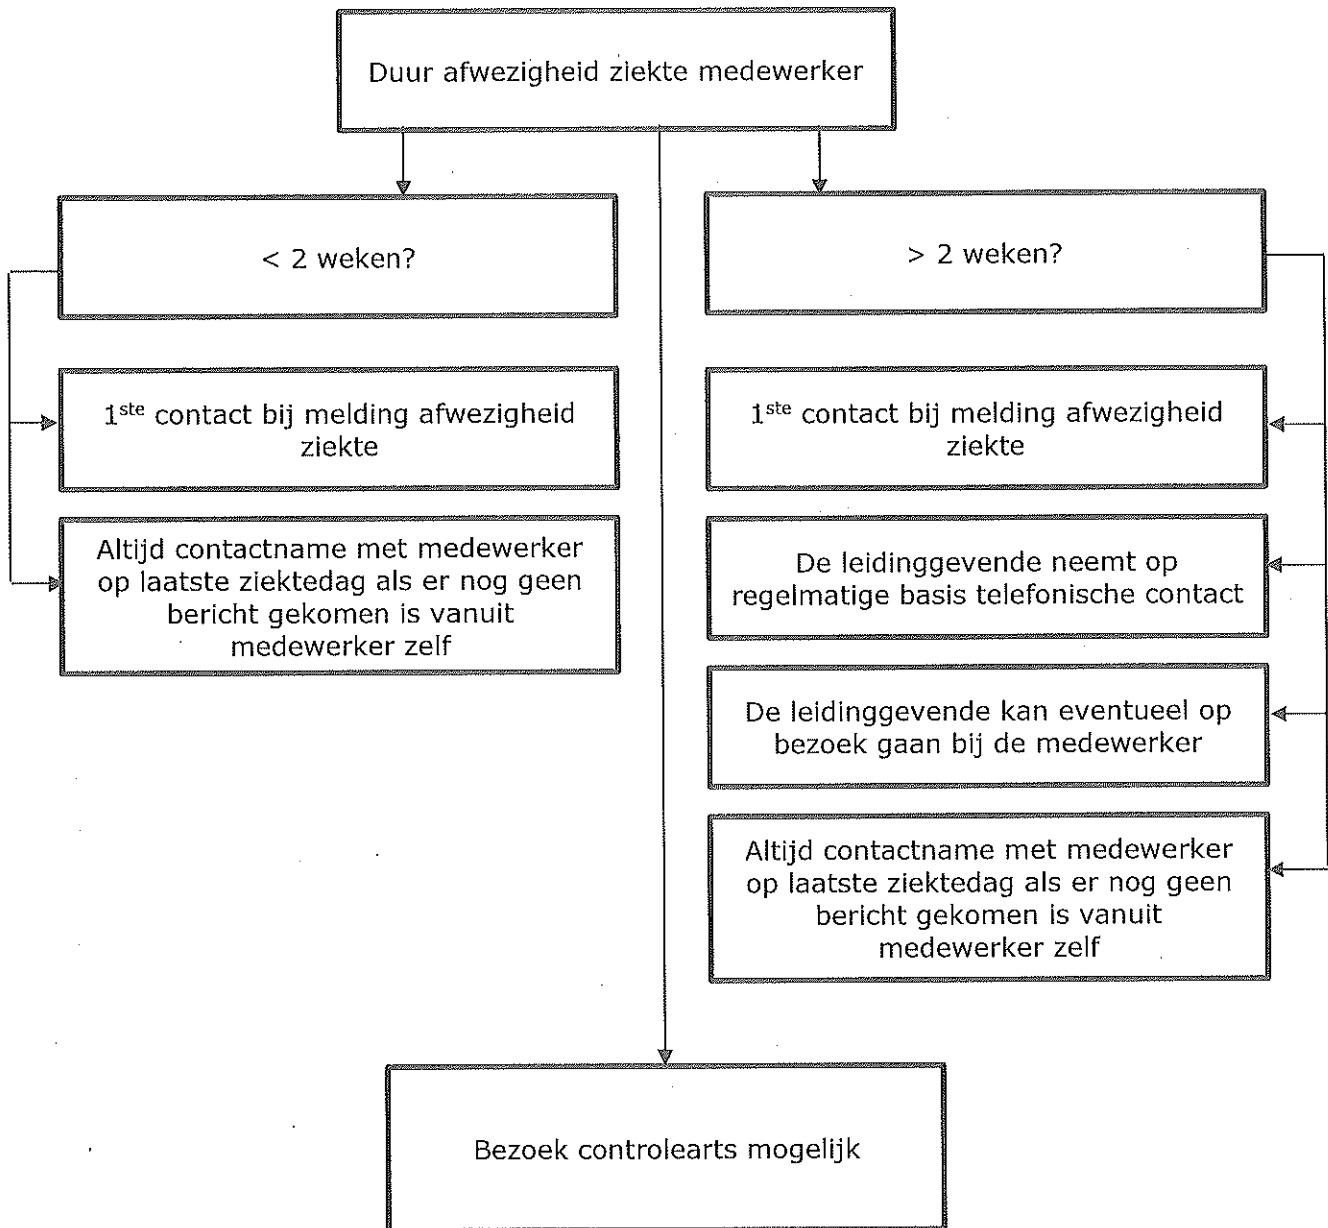 Duur afwezigheid ziekte medewerker
< 2 weken?
1ste contact bij melding afwezigheid
ziekte
Altijd contactname met medewerker
op laatste ziektedag als er nog geen
bericht gekomen is vanuit
medewerker zelf
> 2 weken?
1ste contact bij melding afwezigheid
ziekte
De leidinggevende neemt op
regelmatige basis telefonische contact
De leidinggevende kan eventueel op
bezoek gaan bij de medewerker
Altijd contactname met medewerker
op laatste ziektedag als er nog geen
bericht gekomen is vanuit
medewerker zelf
Bezoek controlearts mogelijk